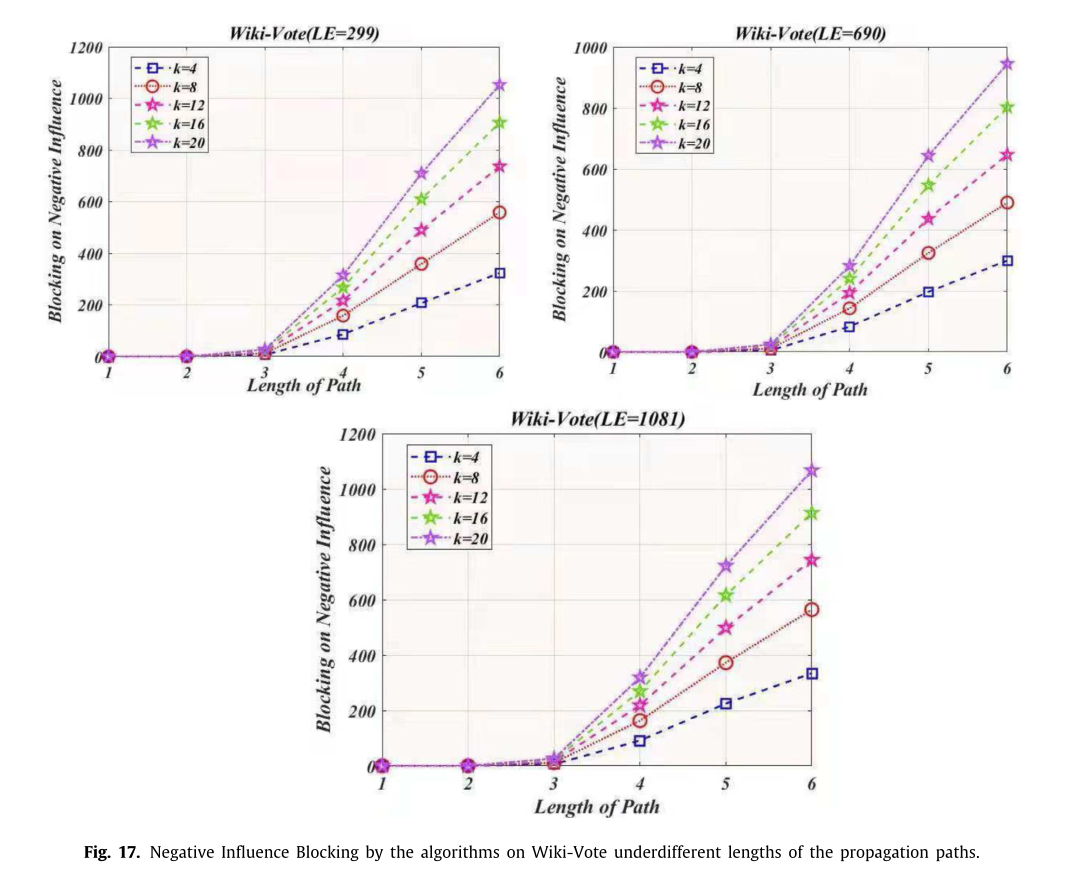 Wiki-Vote(LE=299)
1200
1000
800
600
400
200
0
k=4
k=8
k=12
k=16
k=20
Blocking on Negative Influence
1 2 3 4 5 6
Length of Path
Wiki-Vote(LE=690)
1000
800
600
400
200
0
k=4
k=8
k=12
k=16
k=20
Blocking on Negative Influence
1 2 3 4 5 6
Length of Path
Wiki-Vote(LE=1081)
1200
1000
800
600
400
200
0
k=4
k=8
k=12
k=16
k=20
Blocking on Negative Influence
1 2 3 4 5 6
Length of Path
Fig. 17. Negative Influence Blocking by the algorithms on Wiki-Vote underdifferent lengths of the propagation paths.